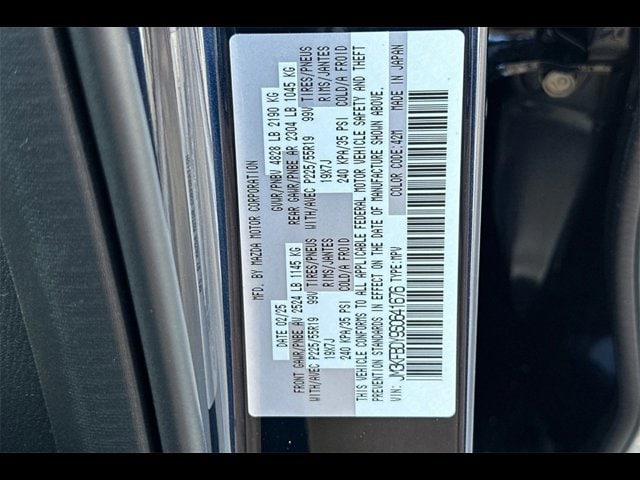 MFD. BY MAZDA MOTOR CORPORATION
DATE 02/25 GVWR/PNBV 4828 LB 2190 KG
FRONT GAWR/PNBE AV 2524 LB 1145 KG REAR GAWR/PNBE AR 2304 LB 1045 KG
WITH/AVEC P225/55R19 99V TIRES/PNEUS WITH/AVEC P225/55R19 99V TIRES/PNEUS
19X7J RIMS/JANTES 19X7J RIMS/JANTES
240 KPA/35 PSI COLD/A FROID 240 KPA/35 PSI COLD/A FROID
THIS VEHICLE CONFORMS TO ALL APPLICABLE FEDERAL MOTOR VEHICLE SAFETY AND THEFT
PREVENTION STANDARDS IN EFFECT ON THE DATE OF MANUFACTURE SHOWN ABOVE.
VIN: TYPE: MPV COLOR CODE:42M MADE IN JAPAN